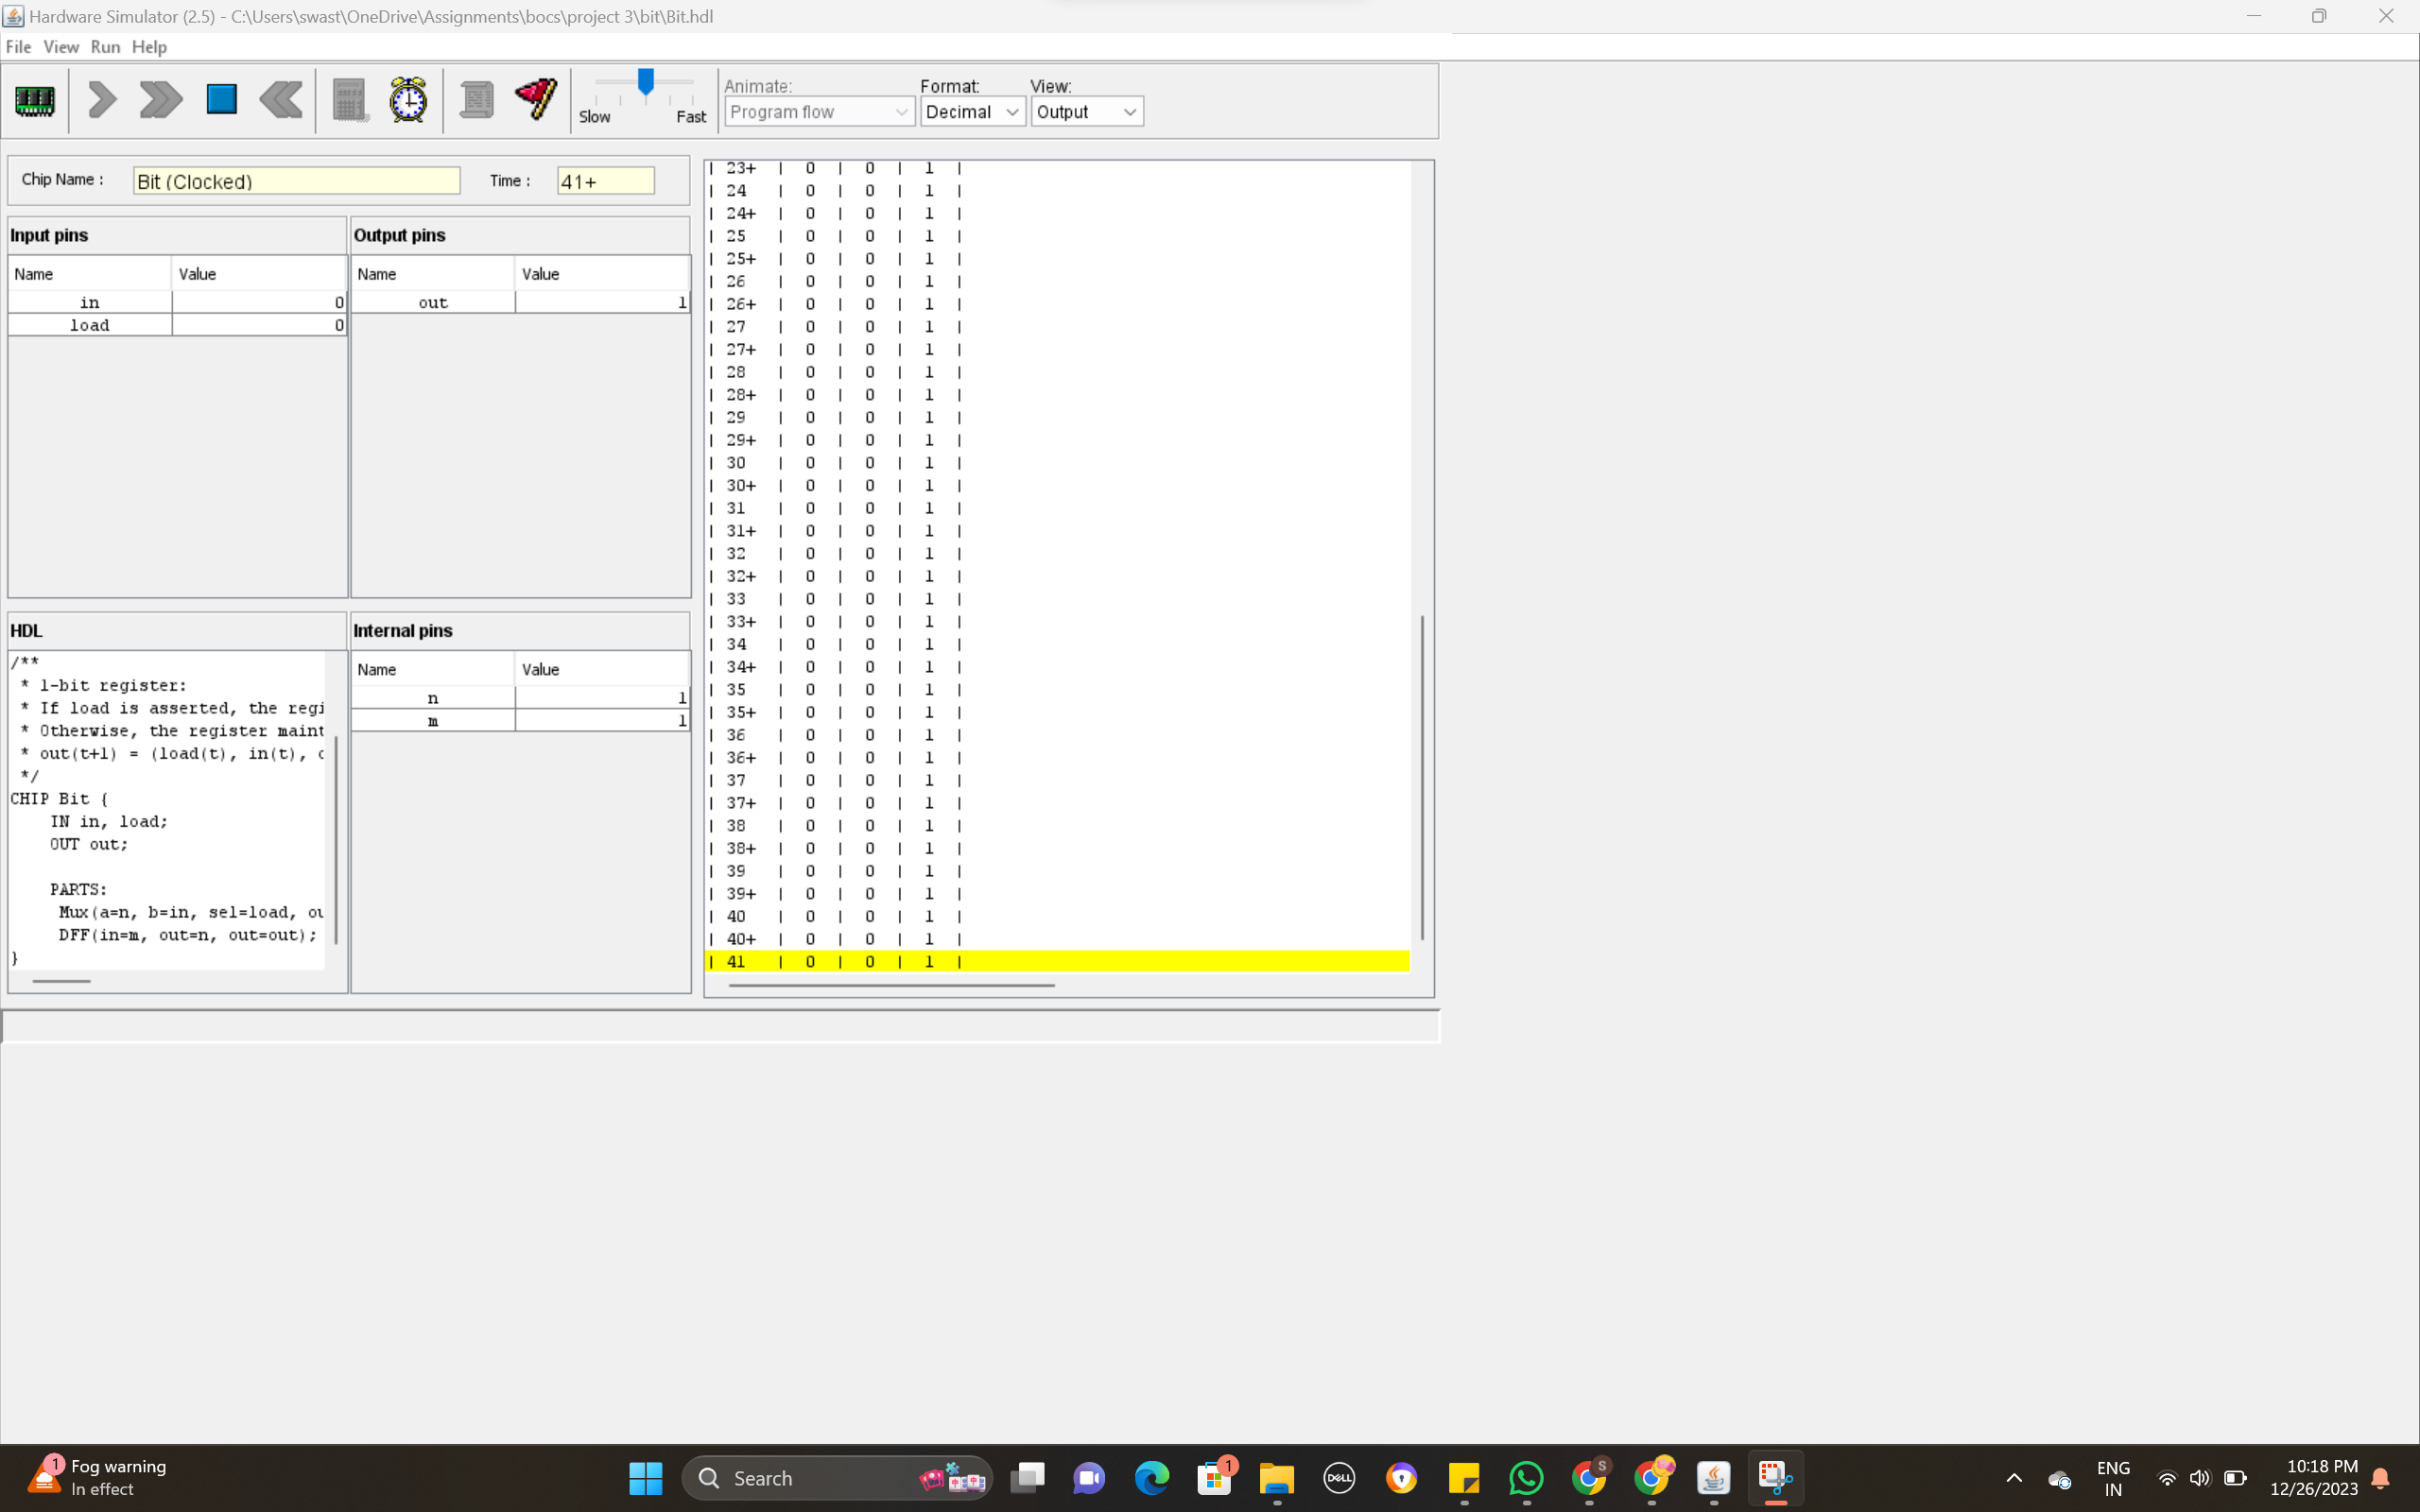 Hardware Simulator (2.5) - C:\Users\swast\OneDrive\Assignments\bocs\project 3\bit\Bit.hdl
File View Run Help
Animate: Format: View:
Slow Fast Program flow Decimal Output
Chip Name : Bit (Clocked) Time : 41+
Input pins Output pins
Name Value Name Value
in 0 out 1
load 0
HDL Internal pins
/** Name Value
* 1-bit register: n 1
* If load is asserted, the regi m 1
* Otherwise, the register maint
* out(t+1) = (load(t), in(t),
*/
CHIP Bit {
IN in, load;
OUT out;
PARTS:
Mux(a=n, b=in, sel=load, ou
DFF(in=m, out=n, out=out);
}
| 23+ | 0 | 0 | 1 |
| 24 | 0 | 0 | 1 |
| 24+ | 0 | 0 | 1 |
| 25 | 0 | 0 | 1 |
| 25+ | 0 | 0 | 1 |
| 26 | 0 | 0 | 1 |
| 26+ | 0 | 0 | 1 |
| 27 | 0 | 0 | 1 |
| 27+ | 0 | 0 | 1 |
| 28 | 0 | 0 | 1 |
| 28+ | 0 | 0 | 1 |
| 29 | 0 | 0 | 1 |
| 29+ | 0 | 0 | 1 |
| 30 | 0 | 0 | 1 |
| 30+ | 0 | 0 | 1 |
| 31 | 0 | 0 | 1 |
| 31+ | 0 | 0 | 1 |
| 32 | 0 | 0 | 1 |
| 32+ | 0 | 0 | 1 |
| 33 | 0 | 0 | 1 |
| 33+ | 0 | 0 | 1 |
| 34 | 0 | 0 | 1 |
| 34+ | 0 | 0 | 1 |
| 35 | 0 | 0 | 1 |
| 35+ | 0 | 0 | 1 |
| 36 | 0 | 0 | 1 |
| 36+ | 0 | 0 | 1 |
| 37 | 0 | 0 | 1 |
| 37+ | 0 | 0 | 1 |
| 38 | 0 | 0 | 1 |
| 38+ | 0 | 0 | 1 |
| 39 | 0 | 0 | 1 |
| 39+ | 0 | 0 | 1 |
| 40 | 0 | 0 | 1 |
| 40+ | 0 | 0 | 1 |
| 41 | 0 | 0 | 1 |
1 Fog warning
In effect
Search
1
DELL
S
ENG
IN
10:18 PM
12/26/2023